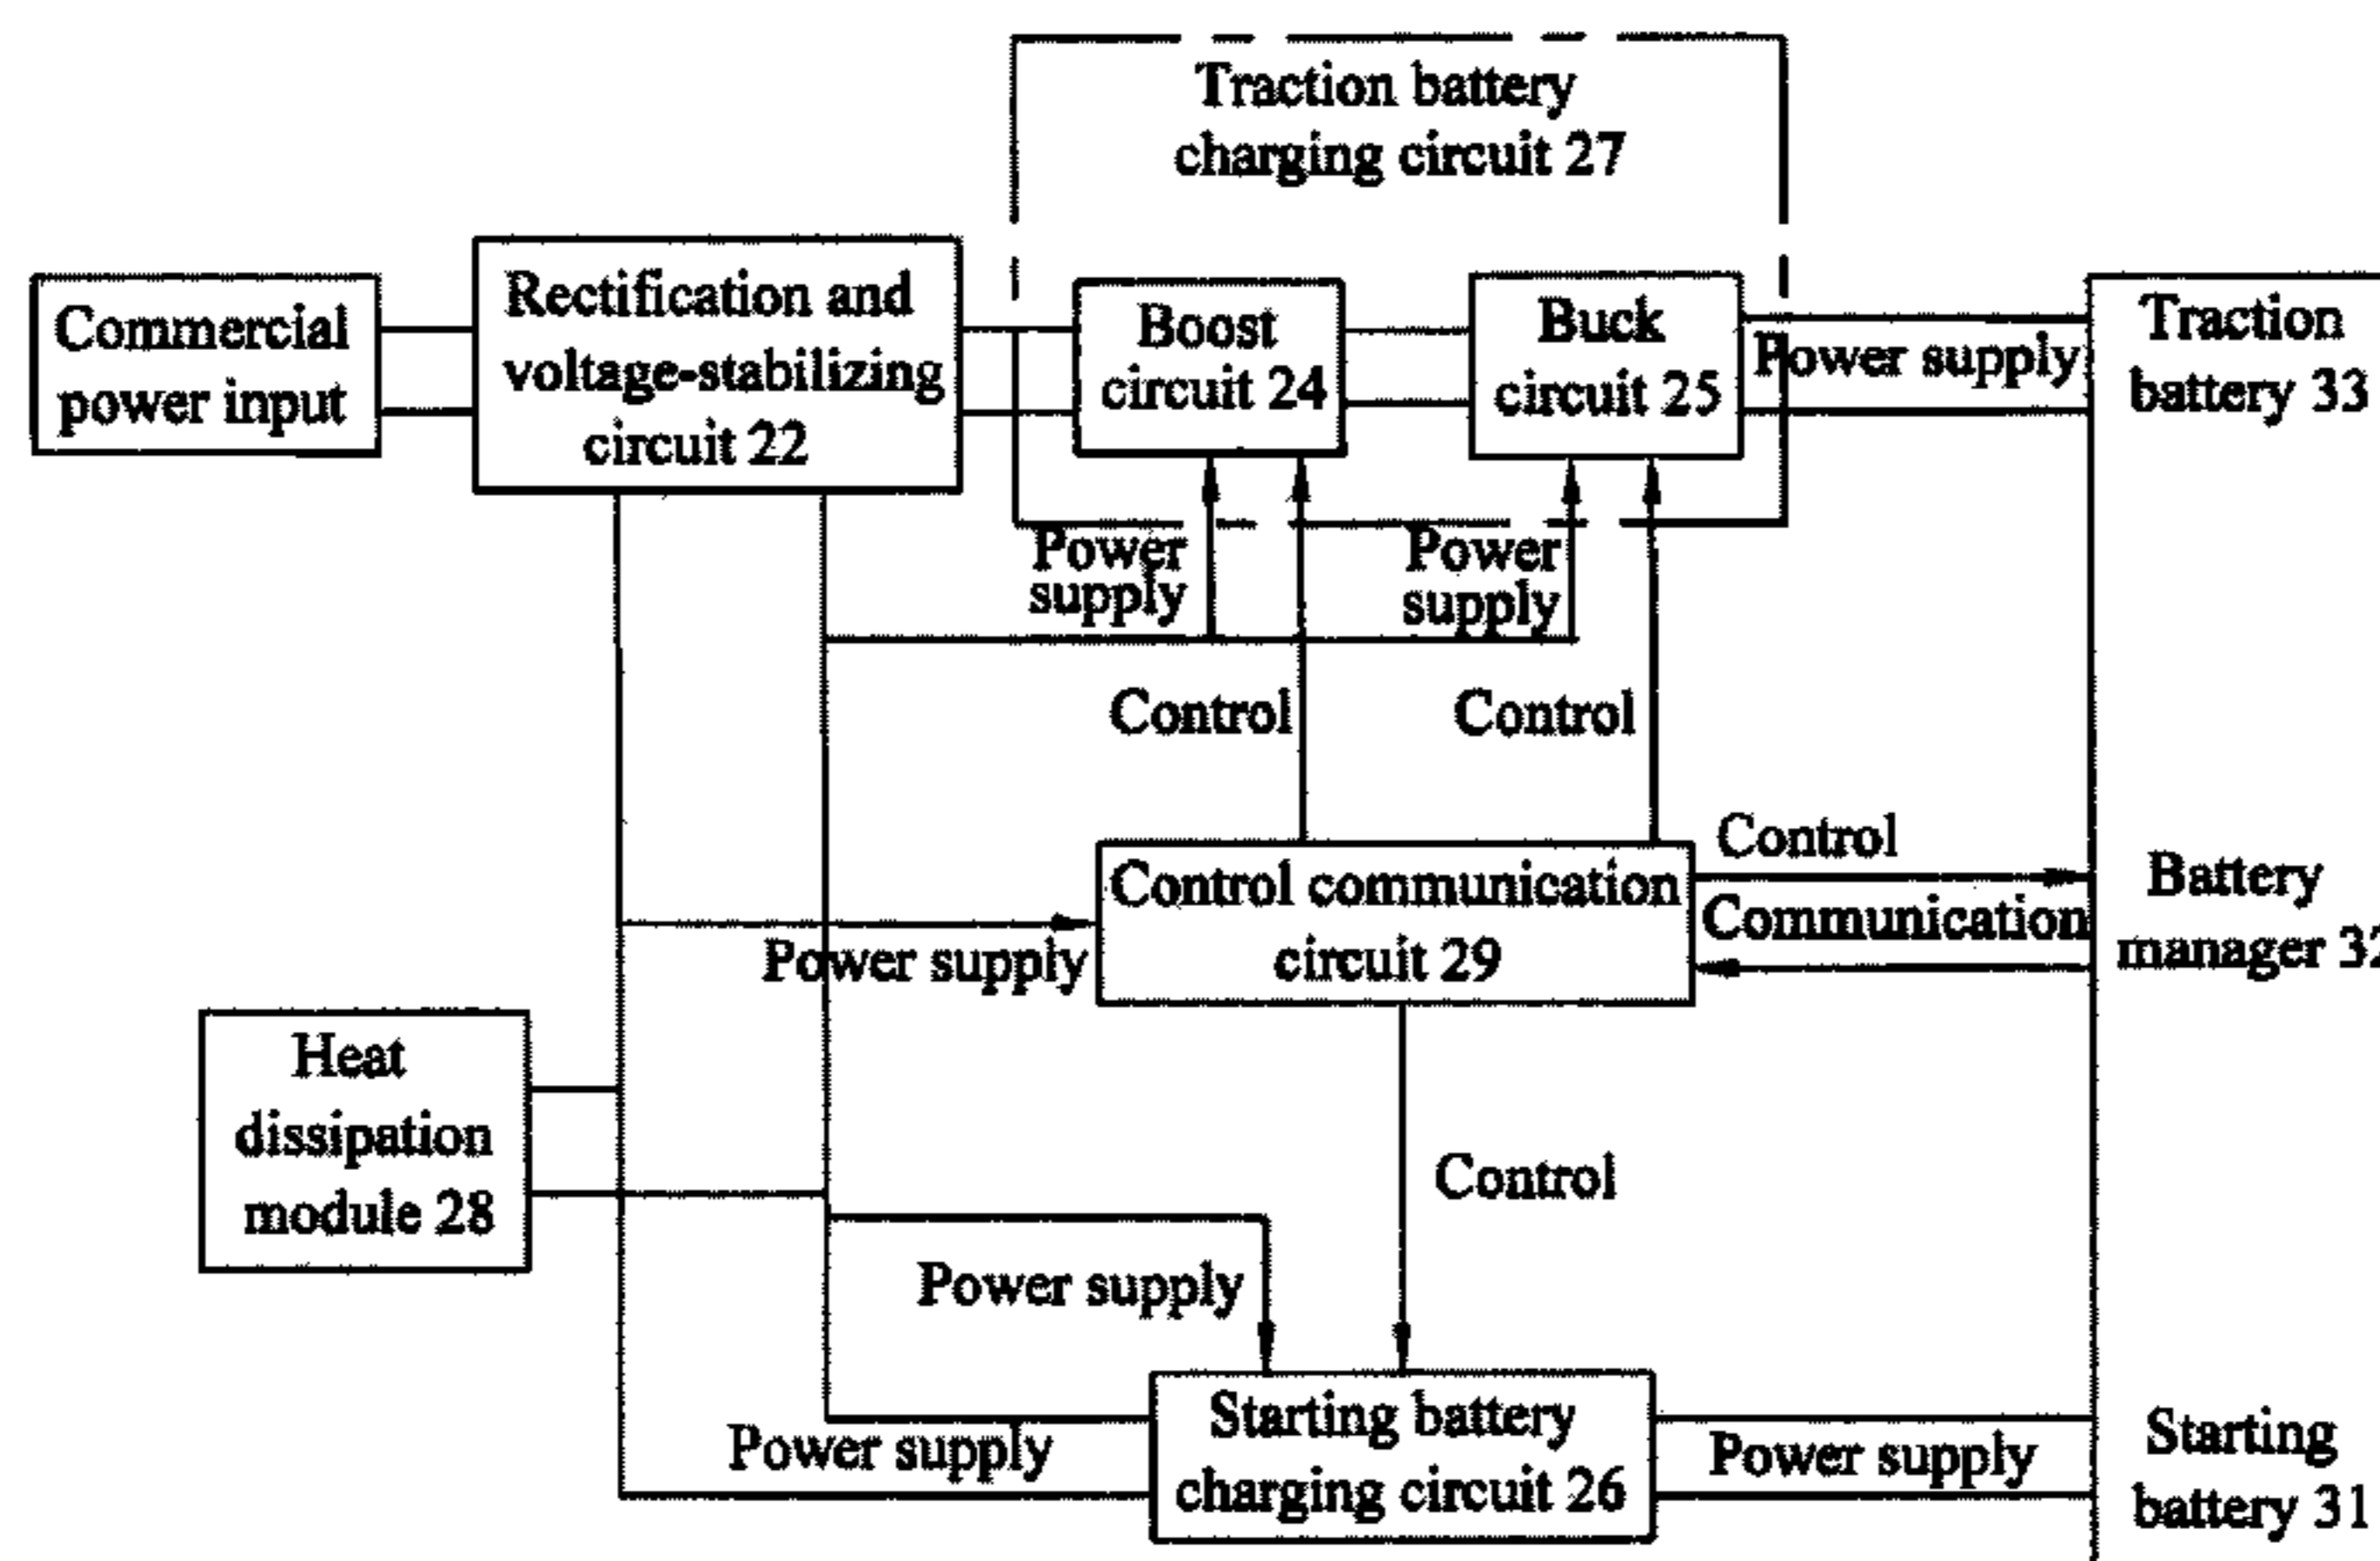 Traction battery
charging circuit 27
Commercial
power input
Rectification and
voltage-stabilizing
circuit 22
Boost
circuit 24
Buck
circuit 25
Power supply
Traction
battery 33
Power
supply
Power
supply
Control
Control
Control communication
circuit 29
Control
Communication
Battery
manager 32
Power supply
Heat
dissipation
module 28
Control
Power supply
Power supply
Starting battery
charging circuit 26
Power supply
Starting
battery 31